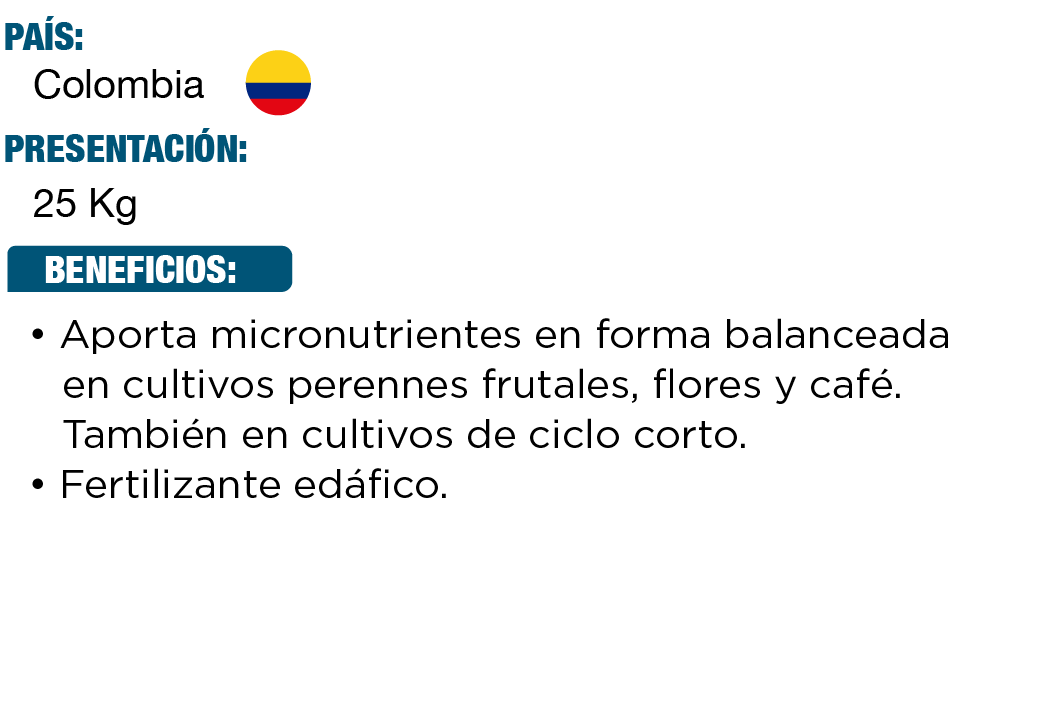 PAÍS:
Colombia
PRESENTACIÓN:
25 Kg
BENEFICIOS:
• Aporta micronutrientes en forma balanceada
en cultivos perennes frutales, flores y café.
También en cultivos de ciclo corto.
• Fertilizante edáfico.